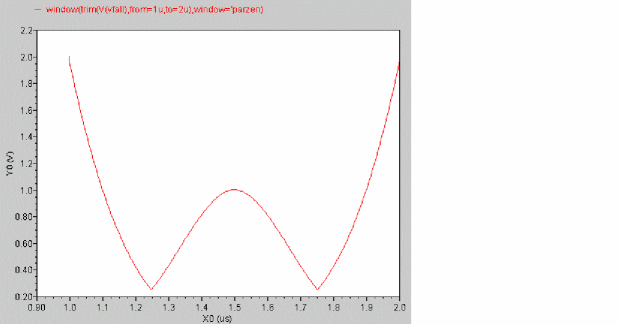 window(trim(V(vfall),from=1u,to=2u),window='parzen)
2.2
2.0
1.8
1.6
1.4
1.2
1.0
0.80
0.60
0.40
0.20
Y0 (V)
0.90 1.0 1.1 1.2 1.3 1.4 1.5 1.6 1.7 1.8 1.9 2.0
X0 (us)